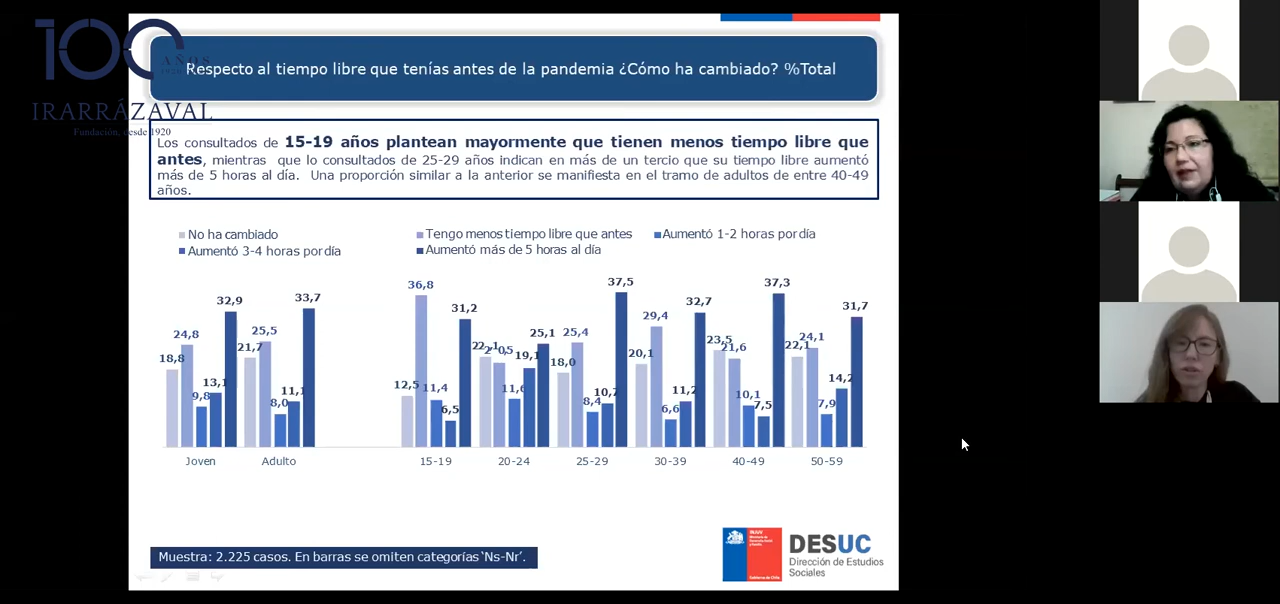 100
AÑOS
IRARRÁZAVAL
Fundación, desde 1920
Respecto al tiempo libre que tenías antes de la pandemia ¿Cómo ha cambiado? %Total
Los consultados de 15-19 años plantean mayormente que tienen menos tiempo libre que
antes, mientras que lo consultados de 25-29 años indican en más de un tercio que su tiempo libre aumentó
más de 5 horas al día. Una proporción similar a la anterior se manifiesta en el tramo de adultos de entre 40-49
años.
No ha cambiado
Tengo menos tiempo libre que antes
Aumentó 1-2 horas por día
Aumentó 3-4 horas por día
Aumentó más de 5 horas al día
18,8 24,8 9,8 13,1 32,9
21,7 25,5 8,0 11,1 33,7
12,5 36,8 11,4 6,5 31,2
22,1 11,6 19,1 25,1
18,0 25,4 8,4 10,7 37,5
20,1 29,4 6,6 11,2 32,7
23,5 21,6 10,1 7,5 37,3
22,1 24,1 7,9 14,2 31,7
Joven Adulto 15-19 20-24 25-29 30-39 40-49 50-59
Muestra: 2.225 casos. En barras se omiten categorías ‘Ns-Nr’.
INJUV
Gobierno de Chile
DESUC
Dirección de Estudios
Sociales